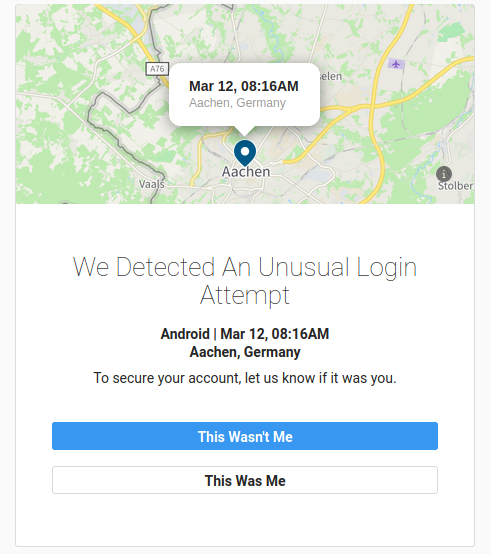 A76
selen
Mar 12, 08:16AM
Aachen, Germany
Aachen
Vaals
Stolber
We Detected An Unusual Login
Attempt
Android | Mar 12, 08:16AM
Aachen, Germany
To secure your account, let us know if it was you.
This Wasn't Me
This Was Me